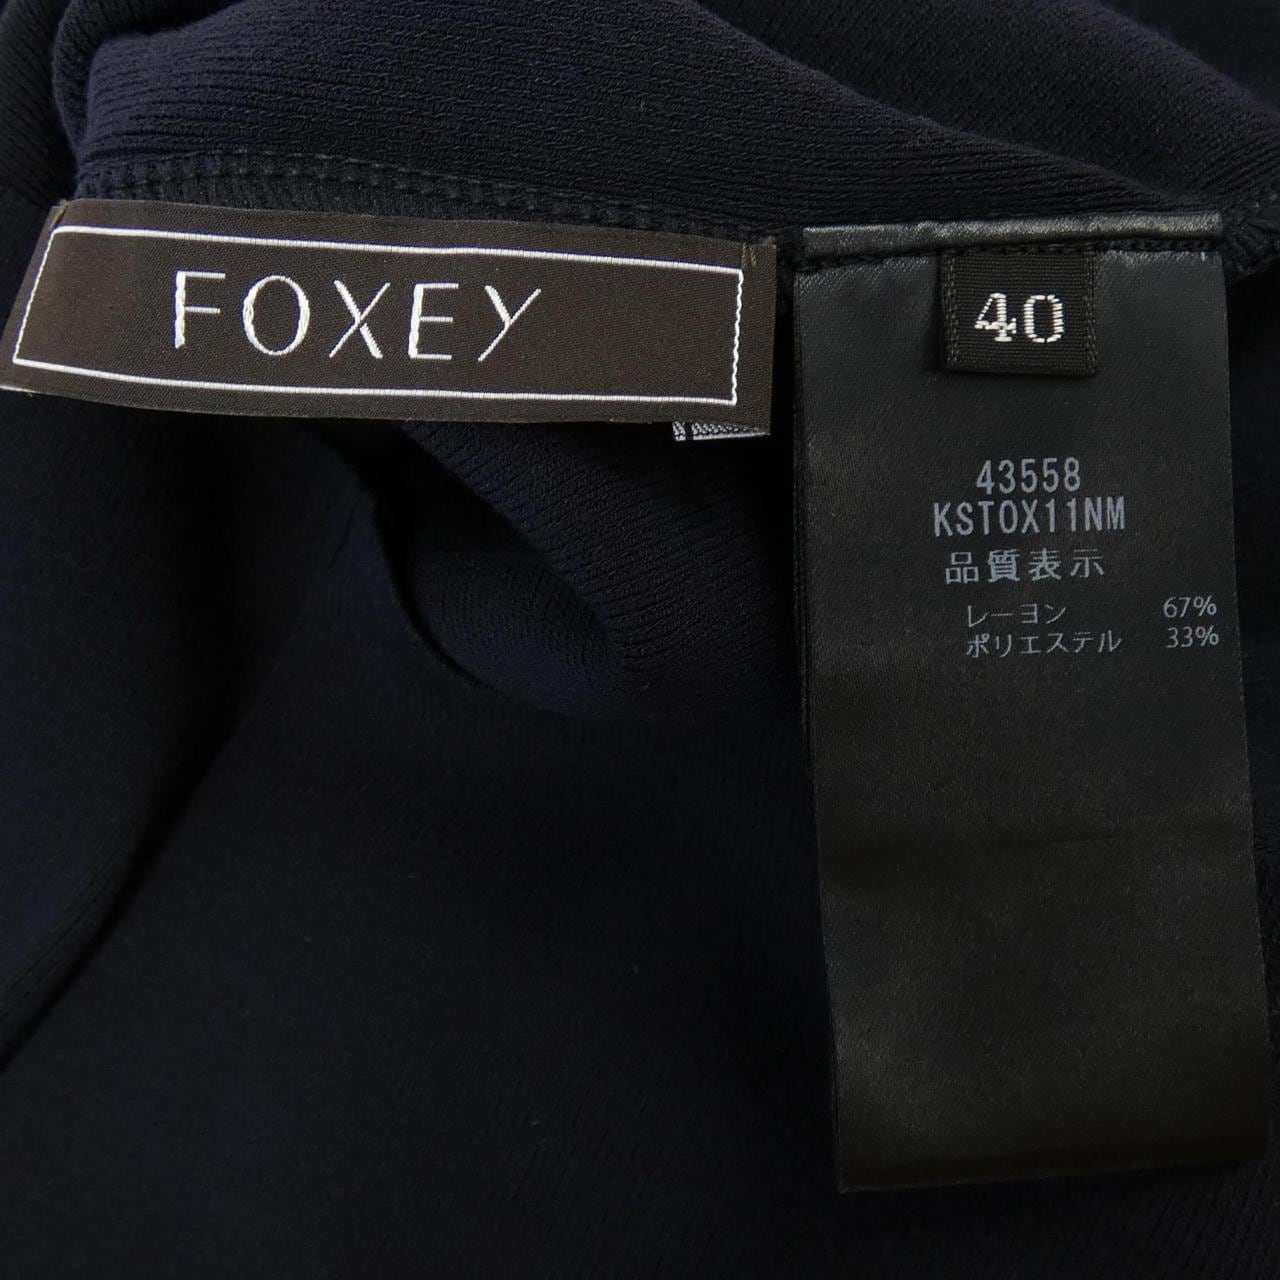 FOXEY
40
43558
KSTOX11NM
品質表示
レーヨン 67%
ポリエステル 33%